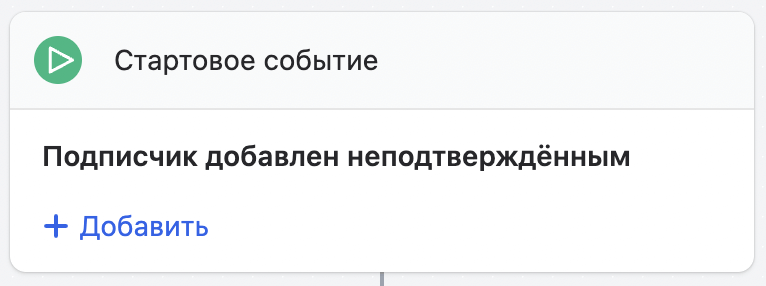 Стартовое событие
Подписчик добавлен неподтверждённым
+ Добавить